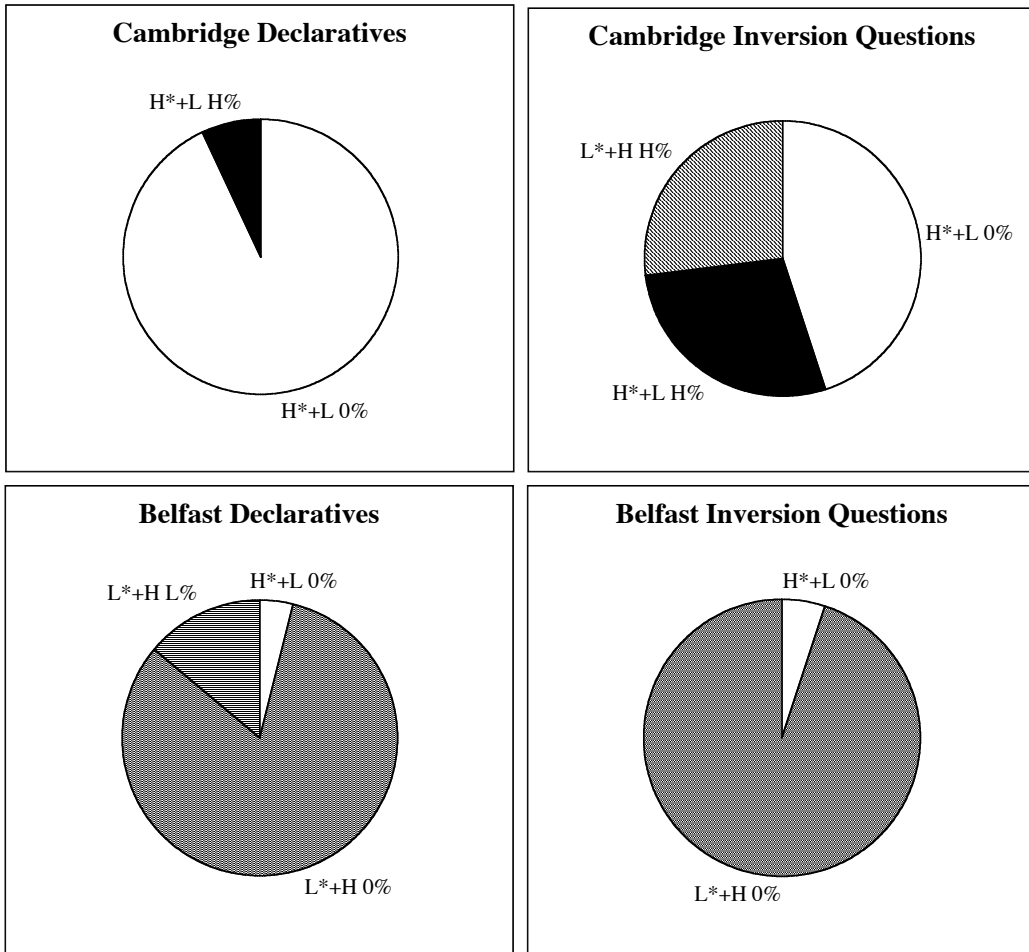 Cambridge Declaratives
H*+L H%
H*+L 0%
Cambridge Inversion Questions
L*+H H%
H*+L 0%
H*+L H%
Belfast Declaratives
H*+L 0%
L*+H L%
L*+H 0%
Belfast Inversion Questions
H*+L 0%
L*+H 0%